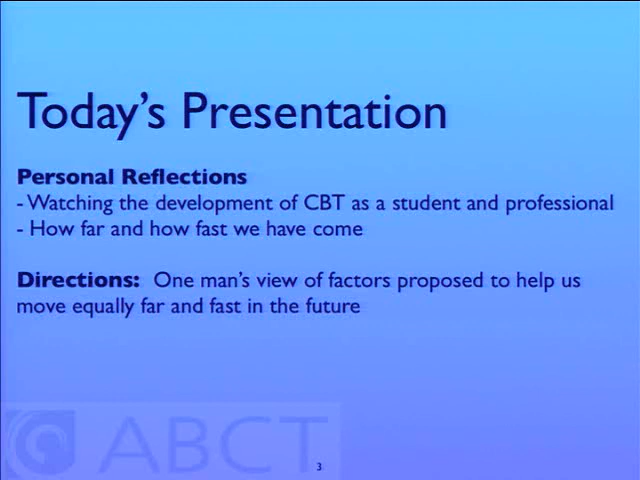 Today's Presentation
Personal Reflections
- Watching the development of CBT as a student and professional
- How far and how fast we have come
Directions: One man's view of factors proposed to help us
move equally far and fast in the future
ABCT
3